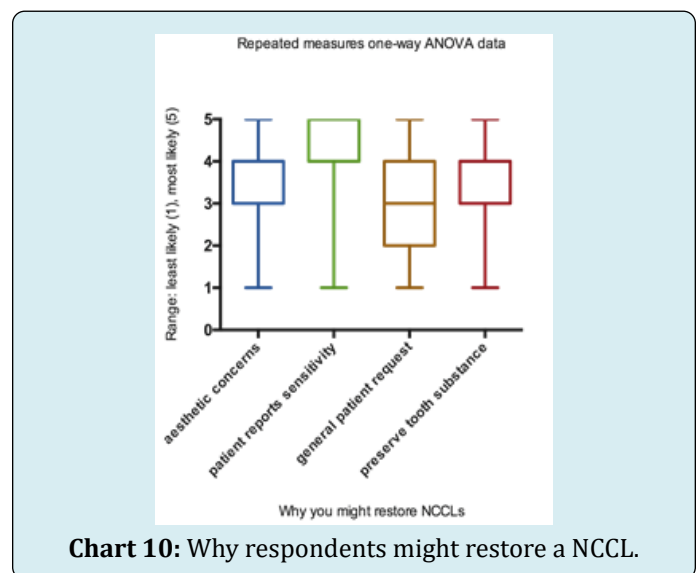 Repeated measures one-way ANOVA data
Range: least likely (1), most likely (5)
5
4
3
2
1
0
aesthetic concerns
patient reports sensitivity
general patient request
preserve tooth substance
Why you might restore NCCLs
Chart 10: Why respondents might restore a NCCL.